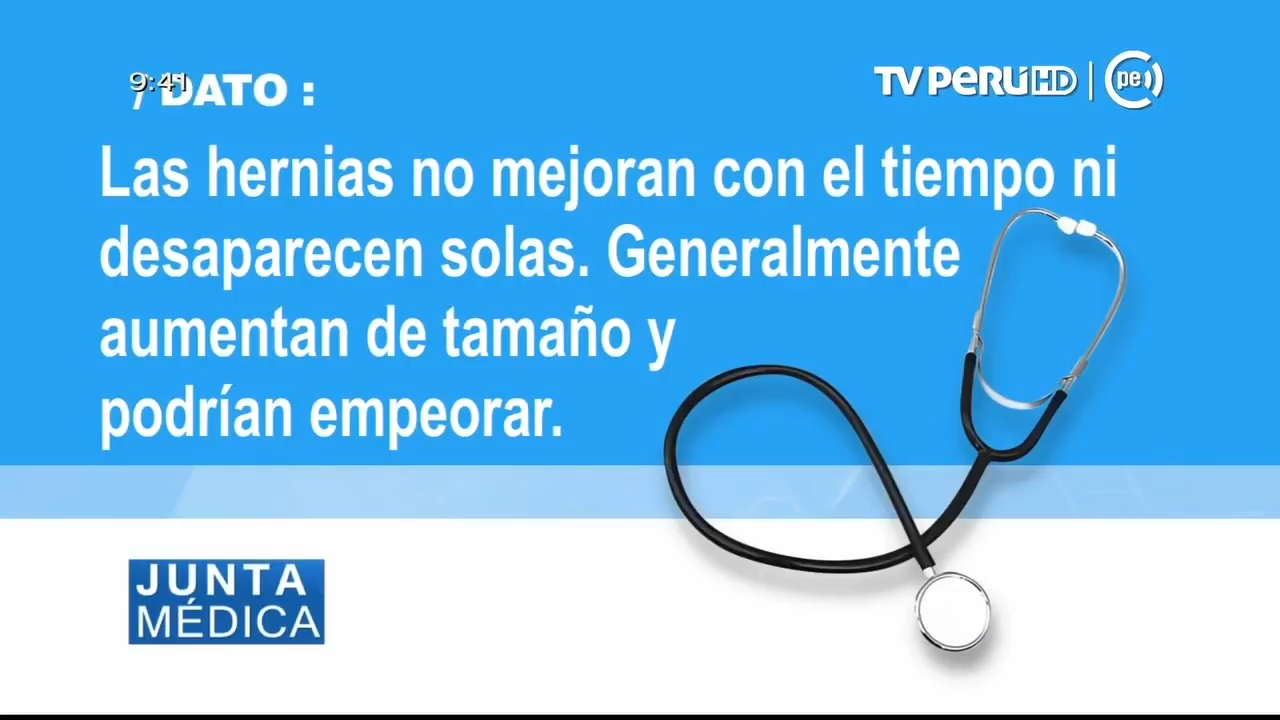 9:41
/ DATO :
TV PERÚ HD | pe
Las hernias no mejoran con el tiempo ni
desaparecen solas. Generalmente
aumentan de tamaño y
podrían empeorar.
JUNTA
MÉDICA